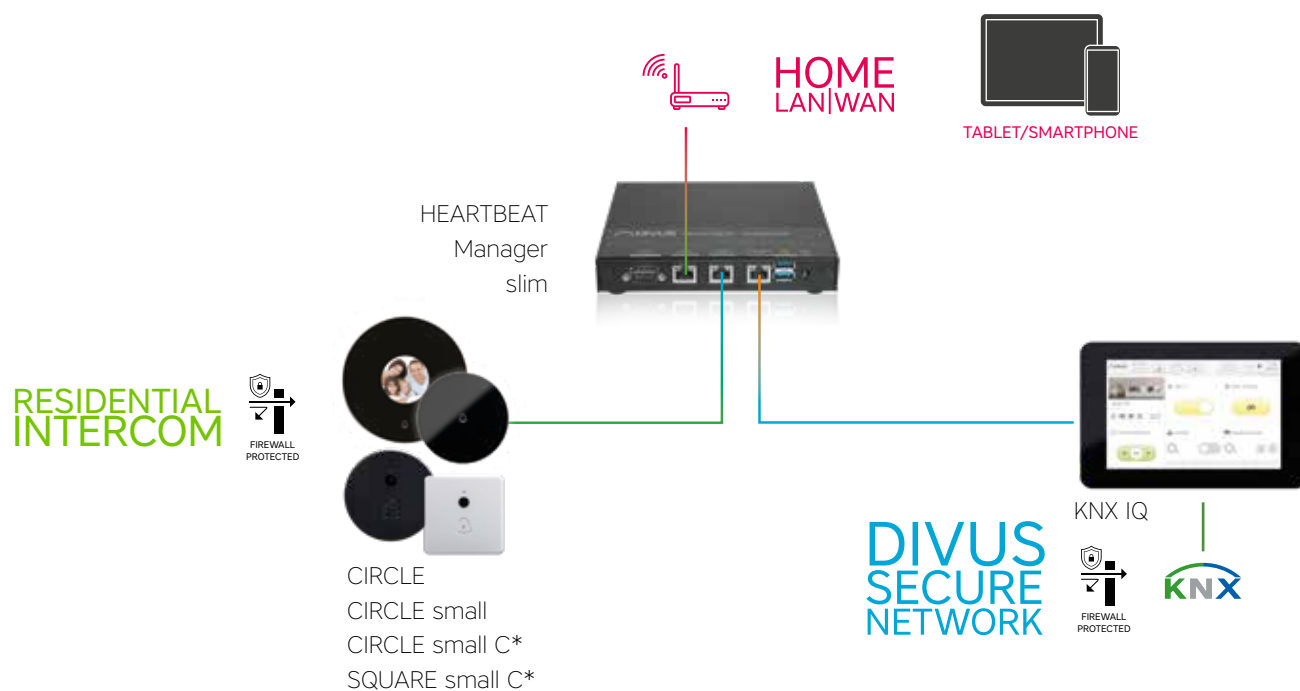 HOME
LAN|WAN
TABLET/SMARTPHONE
HEARTBEAT
Manager
slim
DIVUS
RESIDENTIAL
INTERCOM
FIREWALL
PROTECTED
CIRCLE
CIRCLE small
CIRCLE small C*
SQUARE small C*
KNX IQ
DIVUS
SECURE
NETWORK
FIREWALL
PROTECTED
KNX